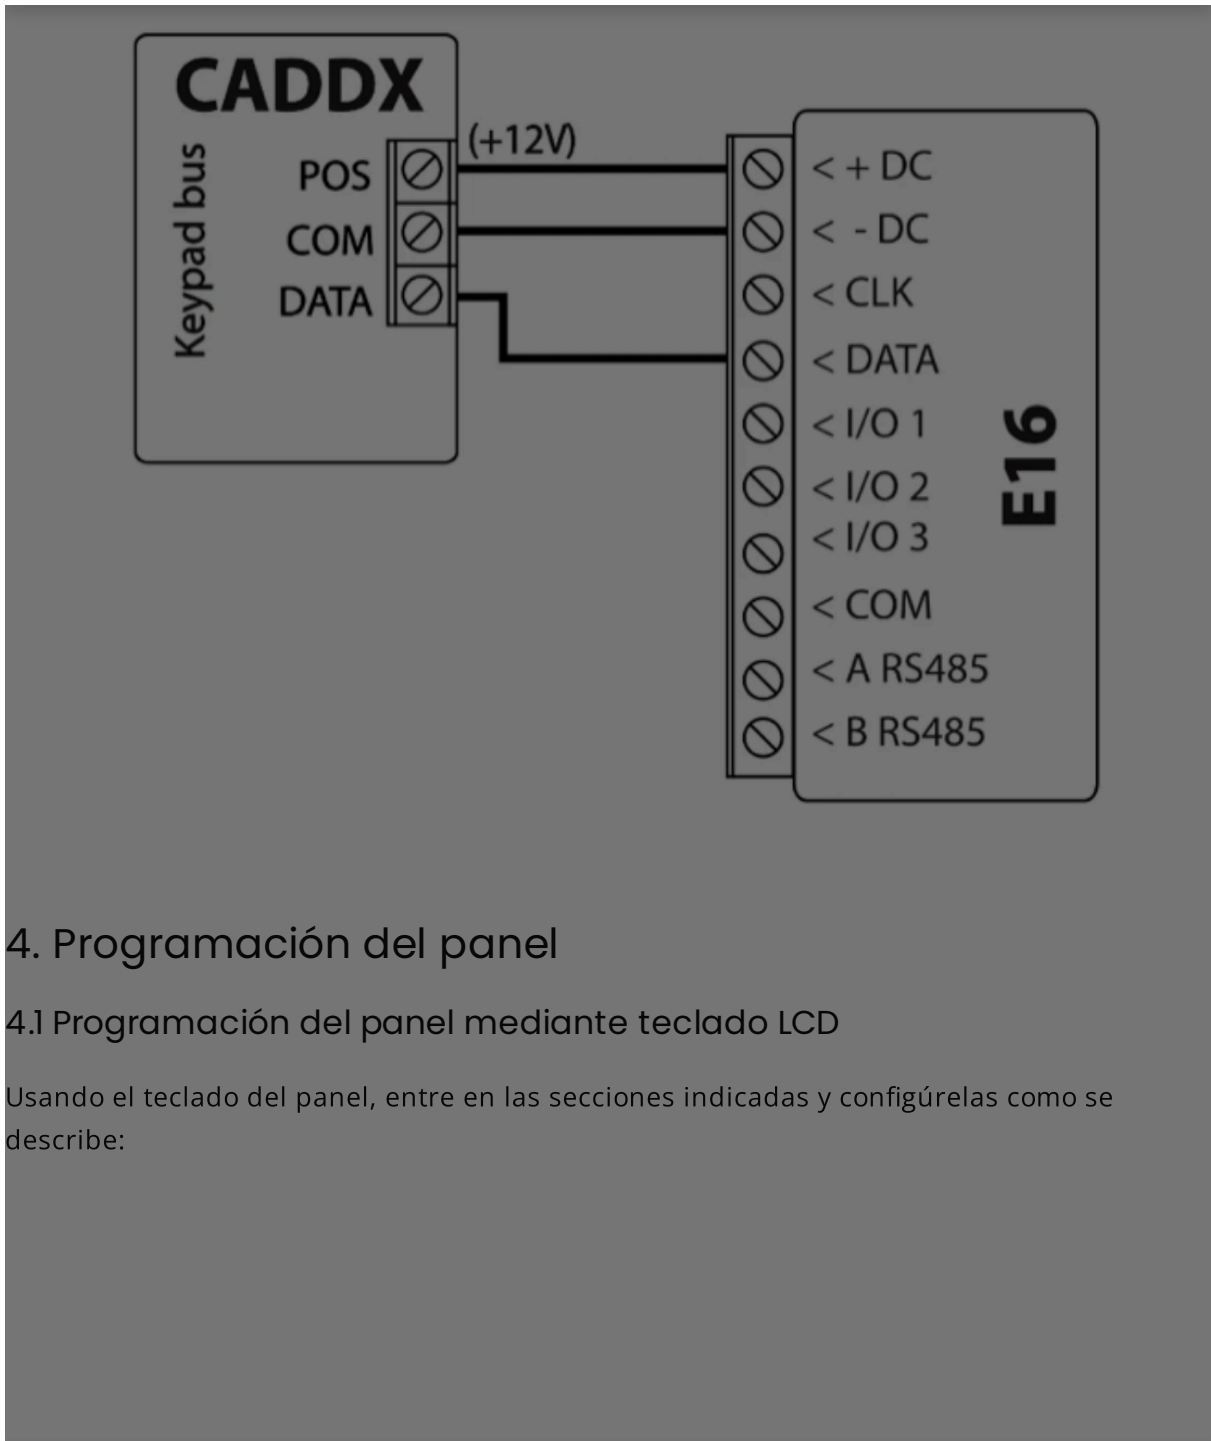 CADDX
Keypad bus
POS
COM
DATA
(+12V)
< + DC
< - DC
< CLK
< DATA
< I/O 1
< I/O 2
< I/O 3
< COM
< A RS485
< B RS485
E16
4. Programación del panel
4.1 Programación del panel mediante teclado LCD
Usando el teclado del panel, entre en las secciones indicadas y configúrelas como se
describe: